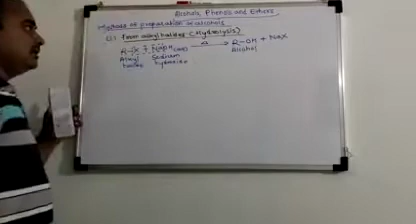 Alcohols, Phenols and Ethers
Methods of preparation of alcohols
(1) From alkyl halides (Hydrolysis)
R-X + NaOH(aq) Δ→ R-OH + NaX
Alkyl Sodium Alcohol
halide hydroxide